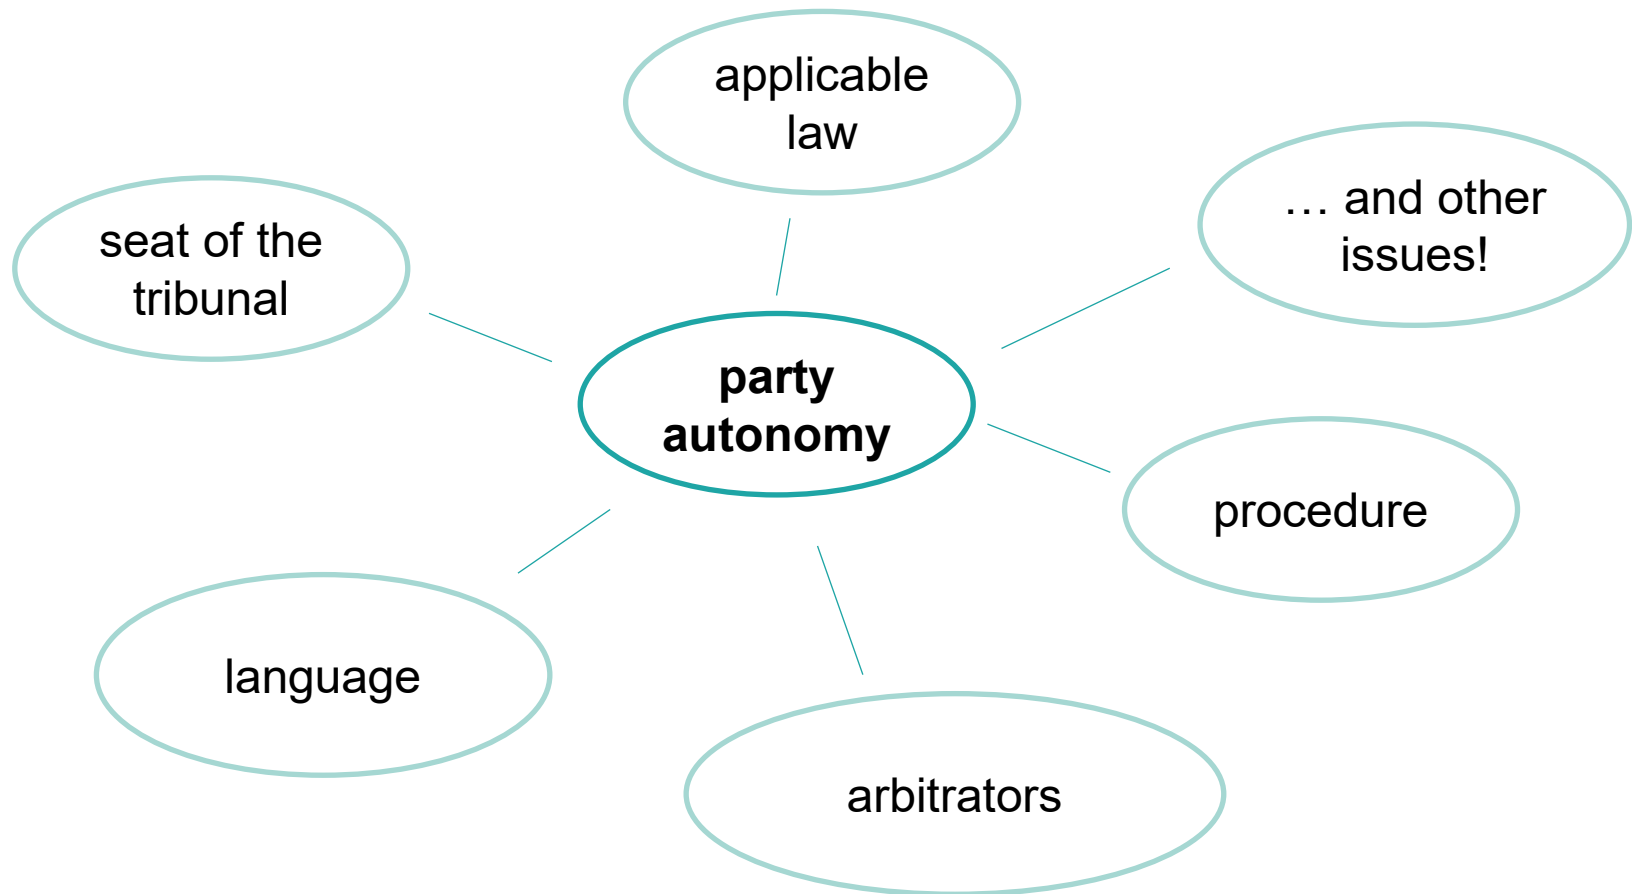 applicable
law
… and other
issues!
seat of the
tribunal
party
autonomy
procedure
language
arbitrators